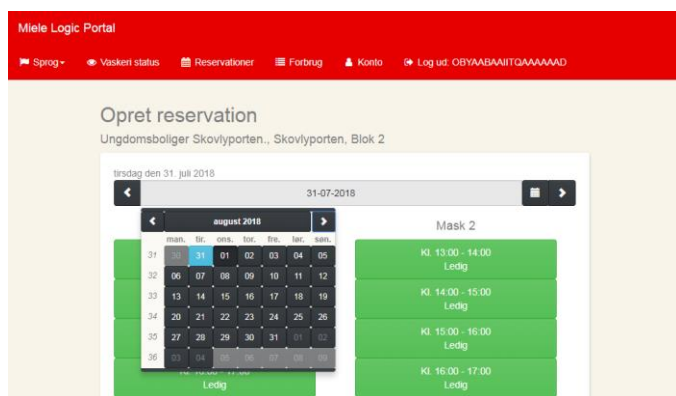 Miele Logic Portal
Sprog
Vaskeri status
Reservationer
Forbrug
Konto
Log ud: OBYAABAAIITQAAAAAAD
Opret reservation
Ungdomsboliger Skovlyporten., Skovlyporten, Blok 2
tirsdag den 31. juli 2018
31-07-2018
august 2018
man. tir. ons. tor. fre. lør. søn.
31 30 31 01 02 03 04 05
32 06 07 08 09 10 11 12
33 13 14 15 16 17 18 19
34 20 21 22 23 24 25 26
35 27 28 29 30 31 01 02
36 03 04 05 06 07 08 09
Ledig
Mask 2
Kl. 13:00 - 14:00
Ledig
Kl. 14:00 - 15:00
Ledig
Kl. 15:00 - 16:00
Ledig
Kl. 16:00 - 17:00
Ledig